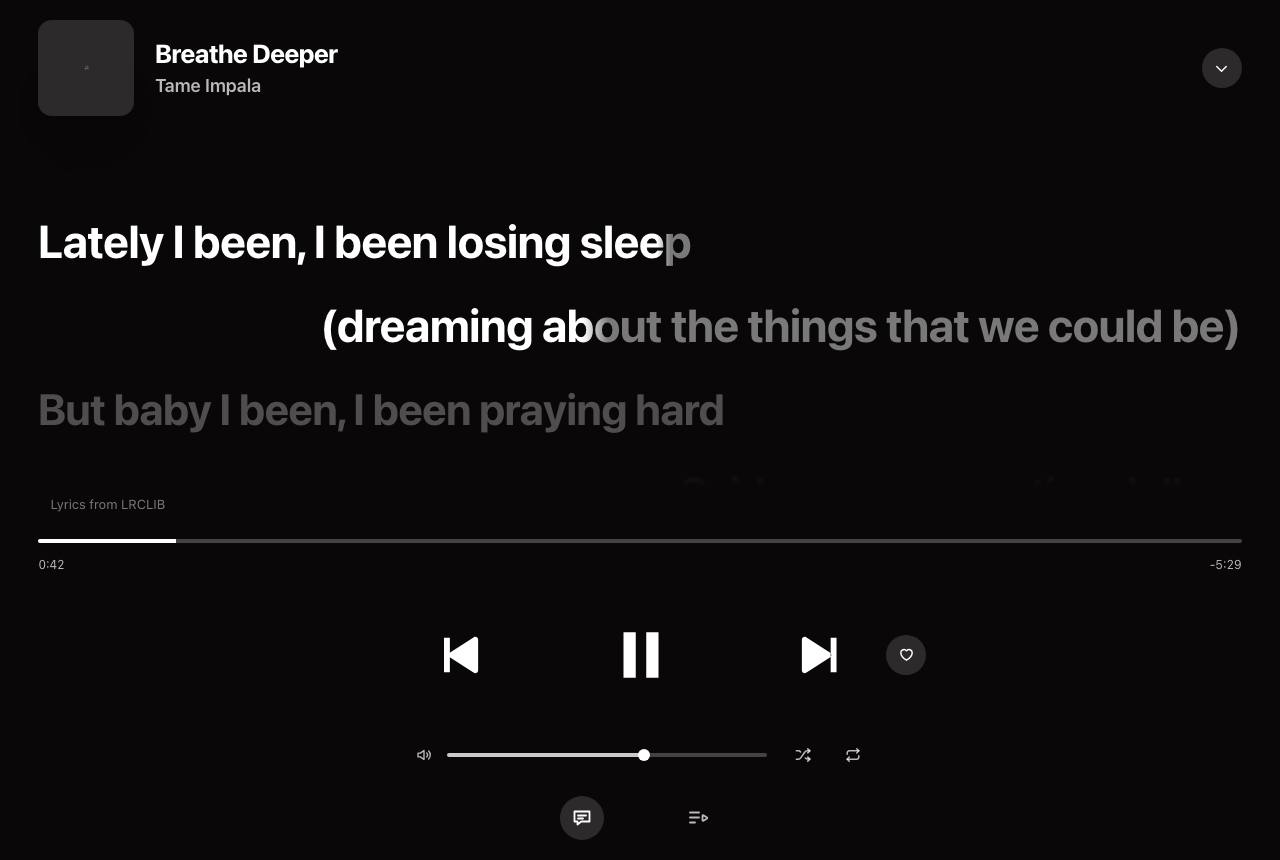 Breathe Deeper
Tame Impala
Lately I been, I been losing sleep
(dreaming about the things that we could be)
But baby I been, I been praying hard
Lyrics from LRCLIB
0:42
-5:29